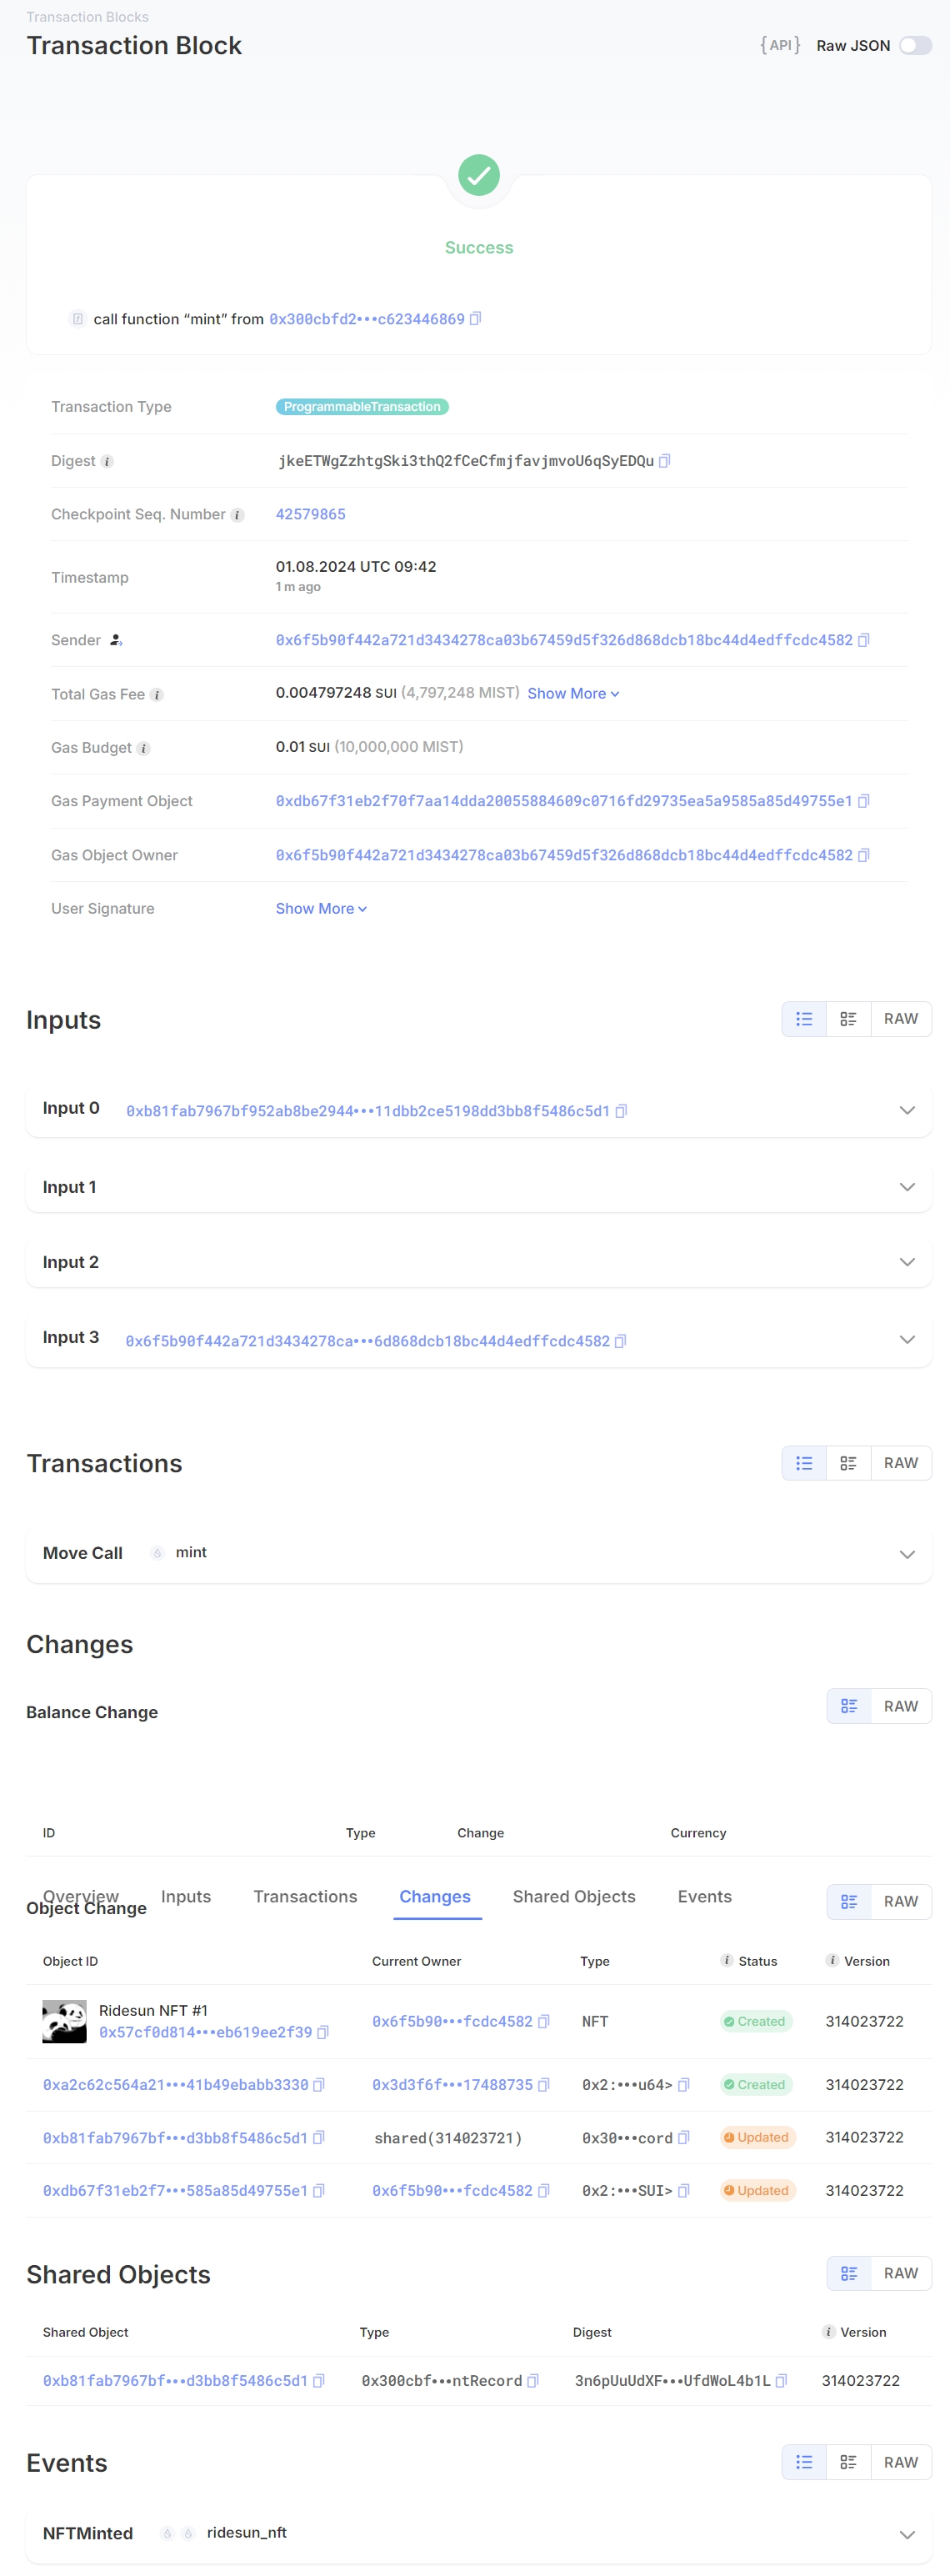 Transaction Blocks
Transaction Block
{API} Raw JSON
Success
call function “mint” from 0x300cbfd2•••c623446869
Transaction Type ProgrammableTransaction
Digest i jkeETWgZzhtgSki3thQ2fCeCfmjfavjmvoU6qSyEDQu
Checkpoint Seq. Number i 42579865
Timestamp 01.08.2024 UTC 09:42
1 m ago
Sender 0x6f5b90f442a721d3434278ca03b67459d5f326d868dcb18bc44d4edffcdc4582
Total Gas Fee i 0.004797248 SUI (4,797,248 MIST) Show More
Gas Budget i 0.01 SUI (10,000,000 MIST)
Gas Payment Object 0xdb67f31eb2f70f7aa14dda20055884609c0716fd29735ea5a9585a85d49755e1
Gas Object Owner 0x6f5b90f442a721d3434278ca03b67459d5f326d868dcb18bc44d4edffcdc4582
User Signature Show More
Inputs RAW
Input 0 0xb81fab7967bf952ab8be2944•••11dbb2ce5198dd3bb8f5486c5d1
Input 1
Input 2
Input 3 0x6f5b90f442a721d3434278ca•••6d868dcb18bc44d4edffcdc4582
Transactions RAW
Move Call mint
Changes
Balance Change RAW
ID Type Change Currency
Overview Inputs Transactions Changes Shared Objects Events
Object Change RAW
Object ID Current Owner Type i Status i Version
Ridesun NFT #1
0x57cf0d814•••eb619ee2f39 0x6f5b90•••fcdc4582 NFT Created 314023722
0xa2c62c564a21•••41b49ebabb3330 0x3d3f6f•••17488735 0x2:•••u64> Created 314023722
0xb81fab7967bf•••d3bb8f5486c5d1 shared(314023721) 0x30•••cord Updated 314023722
0xdb67f31eb2f7•••585a85d49755e1 0x6f5b90•••fcdc4582 0x2:•••SUI> Updated 314023722
Shared Objects RAW
Shared Object Type Digest i Version
0xb81fab7967bf•••d3bb8f5486c5d1 0x300cbf•••ntRecord 3n6pUuUdXF•••UfdWoL4b1L 314023722
Events RAW
NFTMinted ridesun_nft